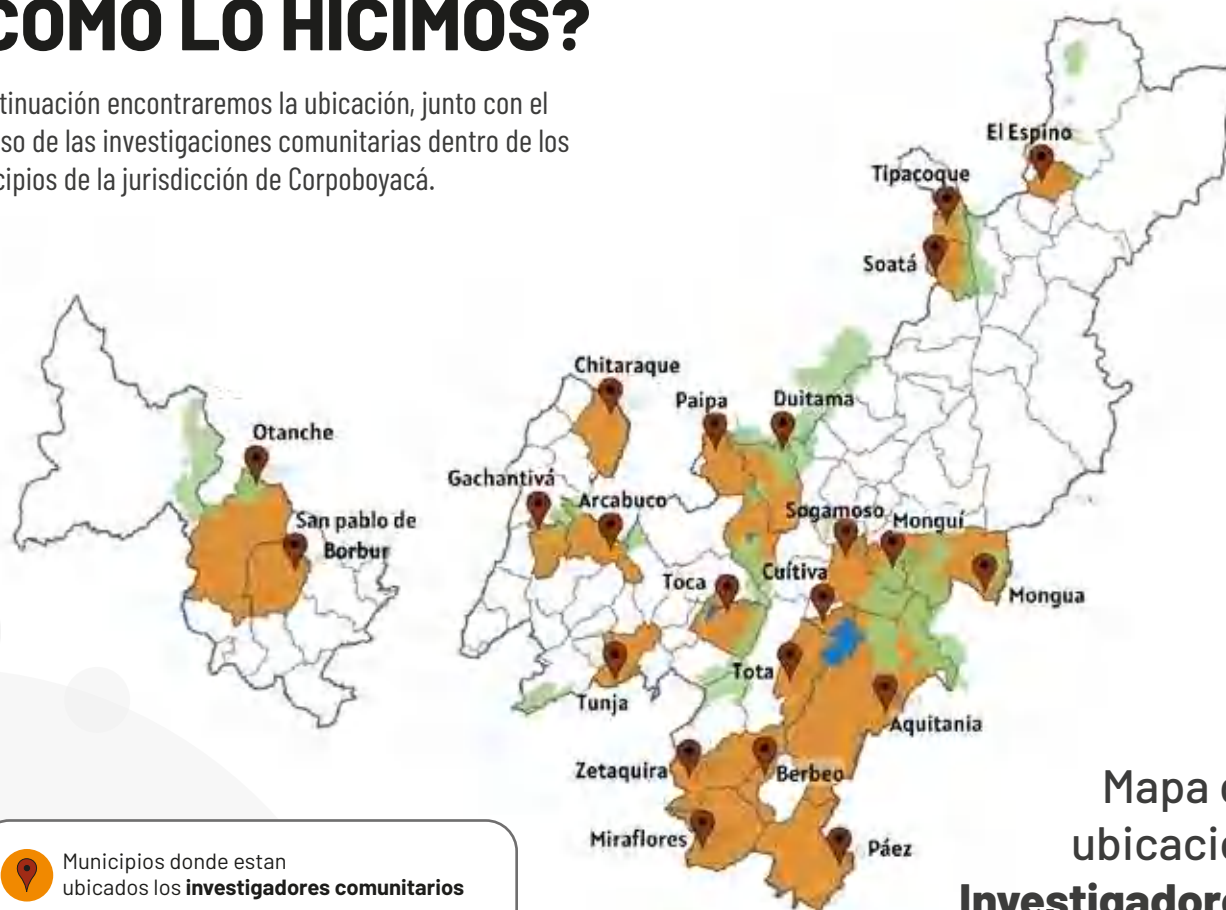 COMO LO HICIMOS?
tinuación encontraremos la ubicación, junto con el
so de las investigaciones comunitarias dentro de los
cipios de la jurisdicción de Corpoboyacá.
El Espino
Tipacoque
Soatá
Chitaraque
Paipa
Duitama
Otanche
Gachantivá
Arcabuco
San pablo de
Borbur
Sogamoso
Monguí
Toca
Cuítiva
Mongua
Tota
Tunja
Aquitania
Zetaquira
Berbeo
Miraflores
Páez
Mapa
ubicació
Investigadore
Municipios donde estan
ubicados los investigadores comunitarios